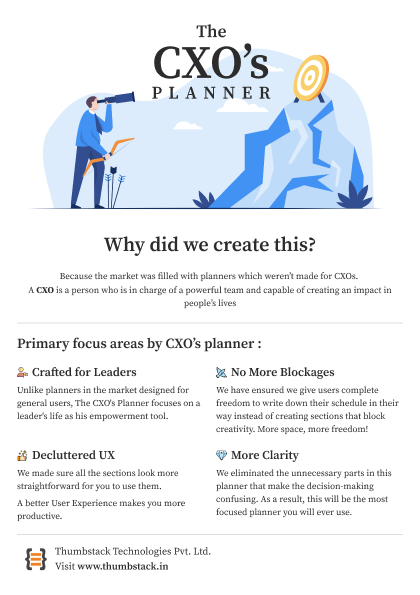 The
CXO's
PLANNER
Why did we create this?
Because the market was filled with planners which weren't made for CXOs.
A CXO is a person who is in charge of a powerful team and capable of creating an impact in
people's lives
Primary focus areas by CXO's planner :
Crafted for Leaders
Unlike planners in the market designed for
general users, The CXO's Planner focuses on a
leader's life as his empowerment tool.
No More Blockages
We have ensured we give users complete
freedom to write down their schedule in their
way instead of creating sections that block
creativity. More space, more freedom!
Decluttered UX
We made sure all the sections look more
straightforward for you to use them.
A better User Experience makes you more
productive.
More Clarity
We eliminated the unnecessary parts in this
planner that make the decision-making
confusing. As a result, this will be the most
focused planner you will ever use.
Thumbstack Technologies Pvt. Ltd.
Visit www.thumbstack.in